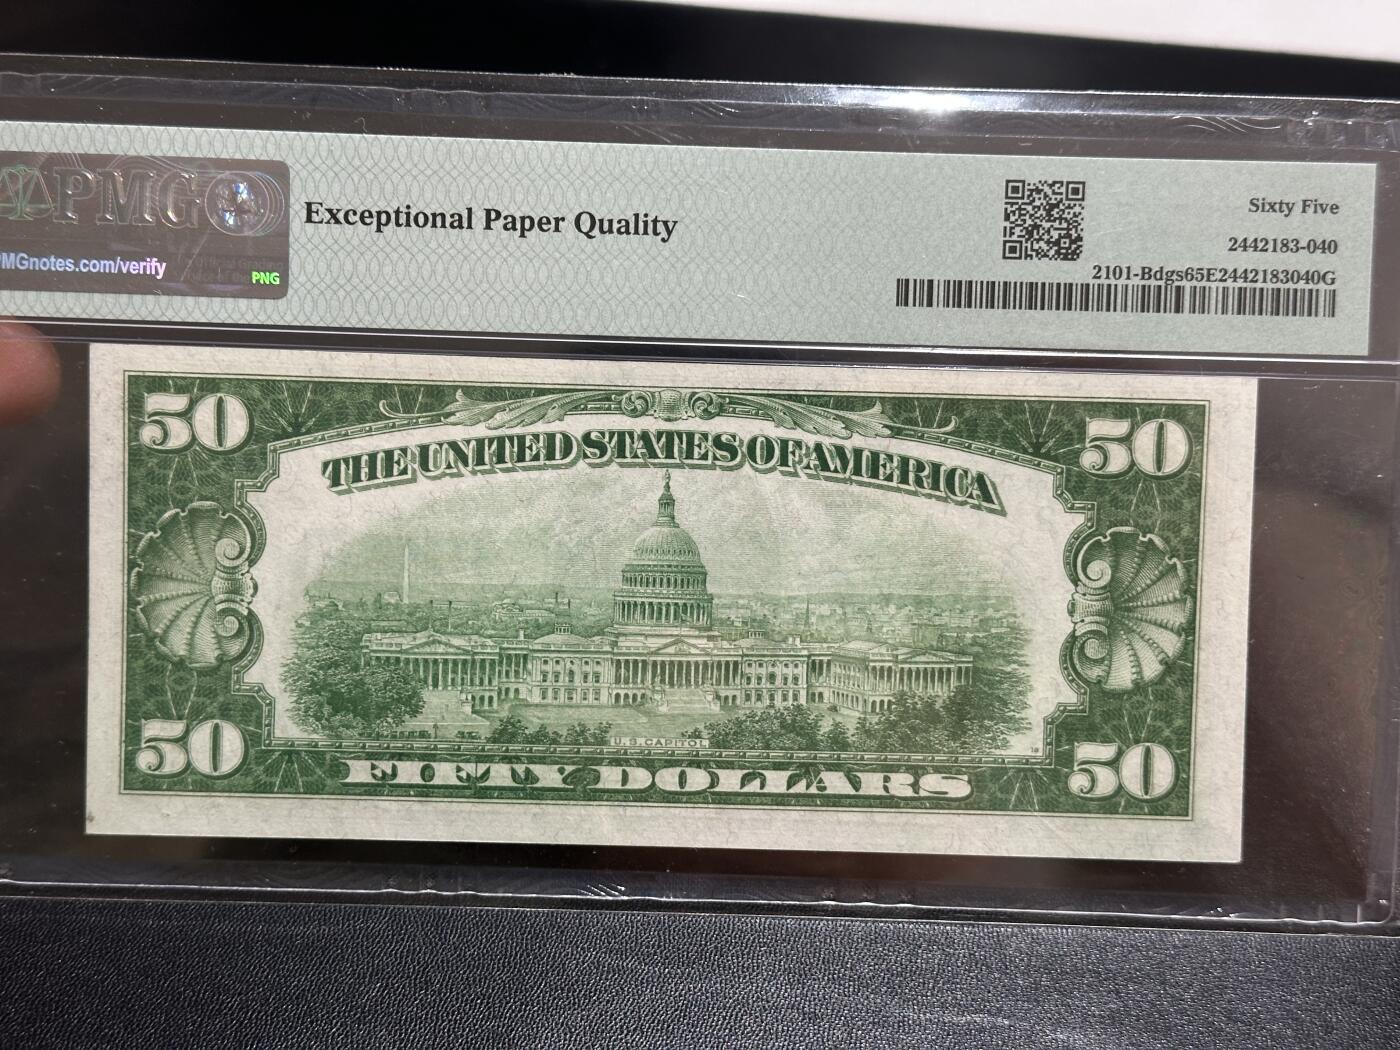 PMG
Exceptional Paper Quality
Sixty Five
2442183-040
PMGnotes.com/verify
PNG
2101-Bdgs65E2442183040G
50
50
THE UNITED STATES OF AMERICA
U.S. CAPITOL
50
50
FIFTY DOLLARS